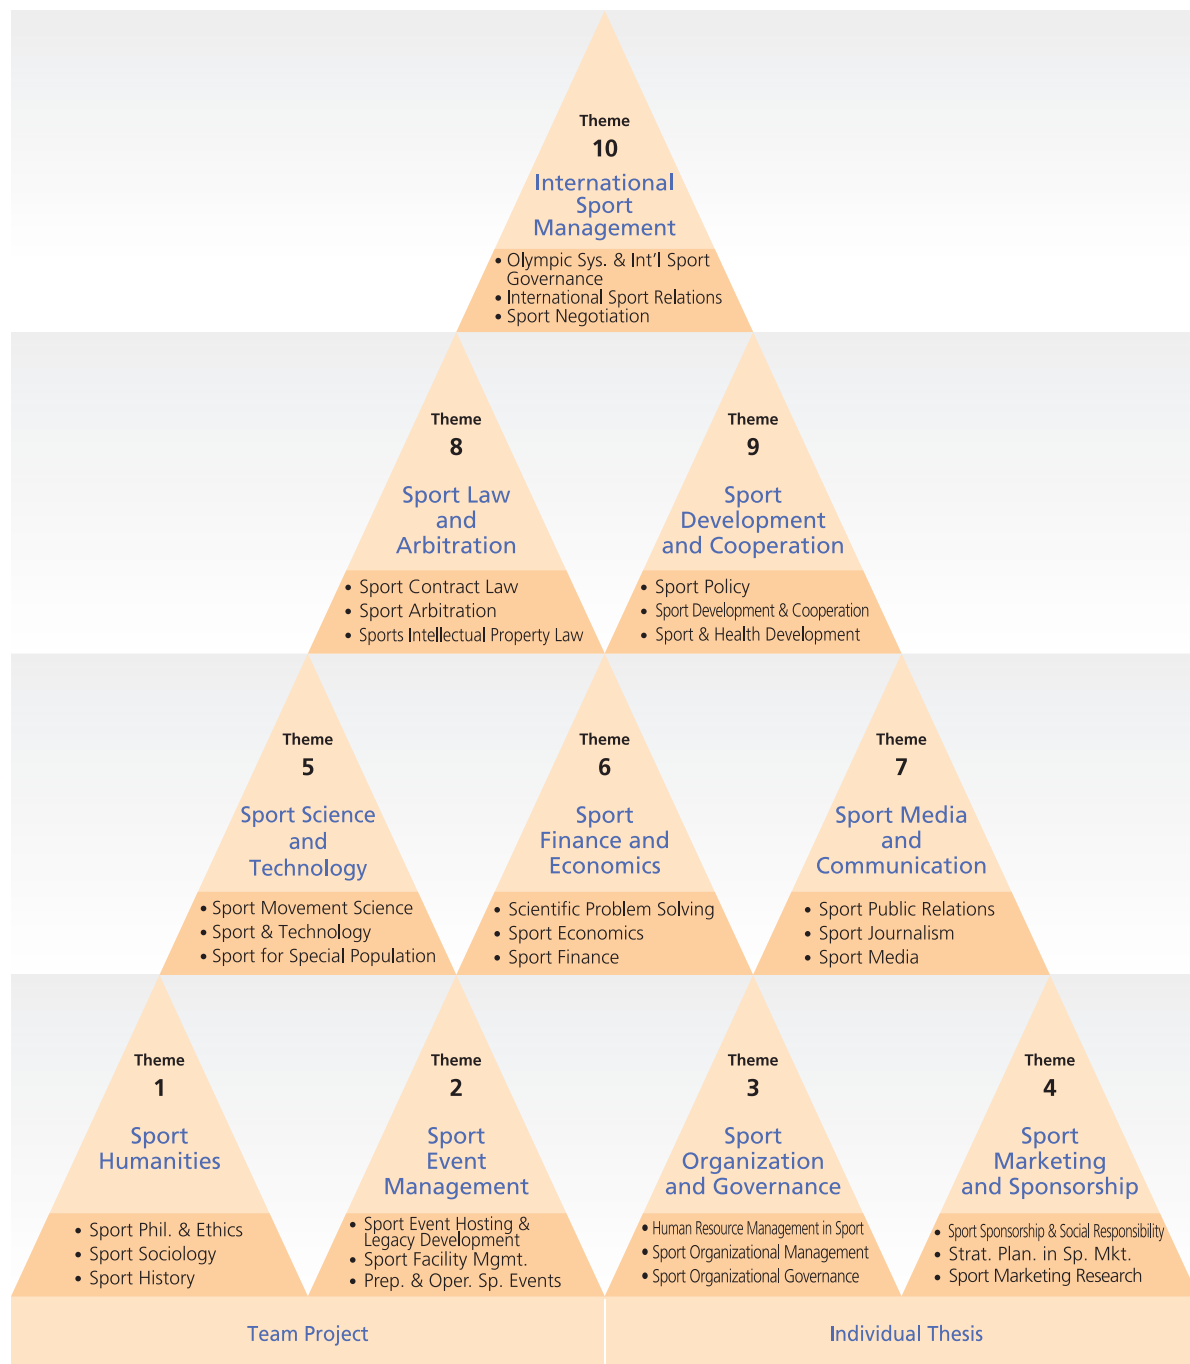 Theme
10
International
Sport
Management
• Olympic Sys. & Int'l Sport
Governance
• International Sport Relations
• Sport Negotiation
Theme
8
Sport Law
and
Arbitration
• Sport Contract Law
• Sport Arbitration
• Sports Intellectual Property Law
Theme
9
Sport
Development
and Cooperation
• Sport Policy
• Sport Development & Cooperation
• Sport & Health Development
Theme
5
Sport Science
and
Technology
• Sport Movement Science
• Sport & Technology
• Sport for Special Population
Theme
6
Sport
Finance and
Economics
• Scientific Problem Solving
• Sport Economics
• Sport Finance
Theme
7
Sport Media
and
Communication
• Sport Public Relations
• Sport Journalism
• Sport Media
Theme
1
Sport
Humanities
• Sport Phil. & Ethics
• Sport Sociology
• Sport History
Theme
2
Sport
Event
Management
• Sport Event Hosting &
Legacy Development
• Sport Facility Mgmt.
• Prep. & Oper. Sp. Events
Theme
3
Sport
Organization
and Governance
• Human Resource Management in Sport
• Sport Organizational Management
• Sport Organizational Governance
Theme
4
Sport
Marketing
and Sponsorship
• Sport Sponsorship & Social Responsibility
• Strat. Plan. in Sp. Mkt.
• Sport Marketing Research
Team Project
Individual Thesis